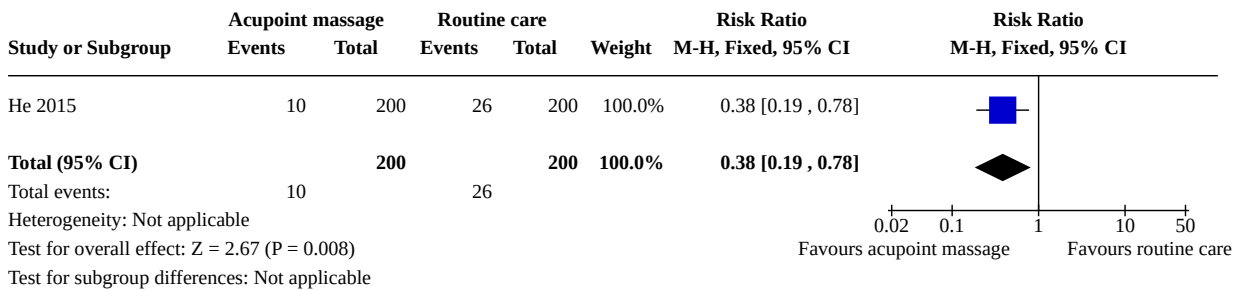 Acupoint massage Routine care Risk Ratio Risk Ratio
Study or Subgroup Events Total Events Total Weight M-H, Fixed, 95% CI M-H, Fixed, 95% CI
He 2015 10 200 26 200 100.0% 0.38 [0.19 , 0.78]
Total (95% CI) 200 200 100.0% 0.38 [0.19 , 0.78]
Total events: 10 26
Heterogeneity: Not applicable
0.02 0.1 1 10 50
Test for overall effect: Z = 2.67 (P = 0.008) Favours acupoint massage Favours routine care
Test for subgroup differences: Not applicable